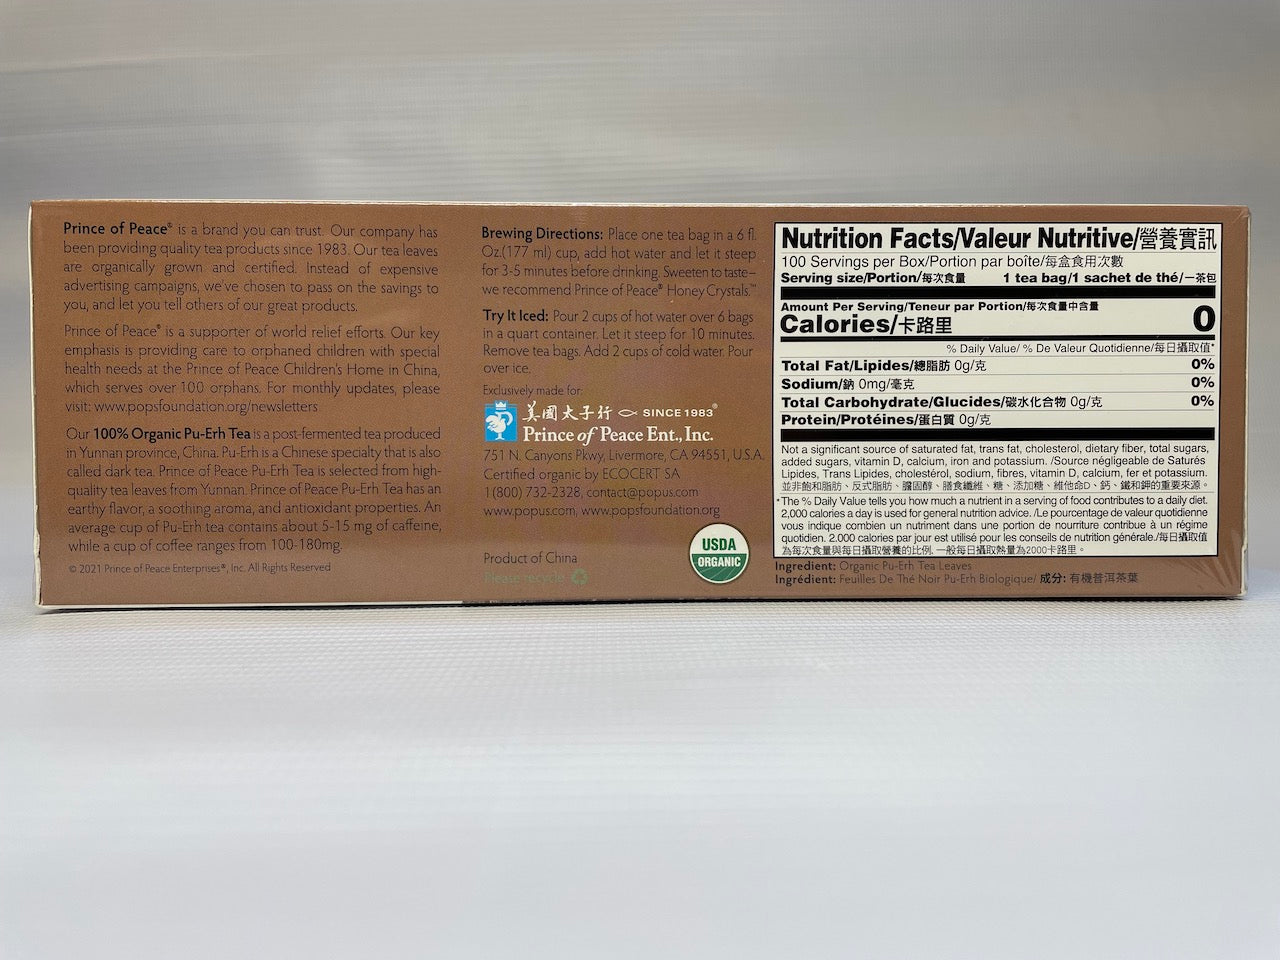 Prince of Peace® is a brand you can trust. Our company has
been providing quality tea products since 1983. Our tea leaves
are organically grown and certified. Instead of expensive
advertising campaigns, we've chosen to pass on the savings to
you, and let you tell others of our great products.
Prince of Peace® is a supporter of world relief efforts. Our key
emphasis is providing care to orphaned children with special
health needs at the Prince of Peace Children's Home in China,
which serves over 100 orphans. For monthly updates, please
visit: www.popsfoundation.org/newsletters
Our 100% Organic Pu-Erh Tea is a post-fermented tea produced
in Yunnan province, China. Pu-Erh is a Chinese specialty that is also
called dark tea. Prince of Peace Pu-Erh Tea is selected from high-
quality tea leaves from Yunnan. Prince of Peace Pu-Erh Tea has an
earthy flavor, a soothing aroma, and antioxidant properties. An
average cup of Pu-Erh tea contains about 5-15 mg of caffeine,
while a cup of coffee ranges from 100-180mg.
© 2021 Prince of Peace Enterprises®, Inc. All Rights Reserved
Brewing Directions: Place one tea bag in a 6 fl.
Oz.(177 ml) cup, add hot water and let it steep
for 3-5 minutes before drinking. Sweeten to taste–
we recommend Prince of Peace® Honey Crystals.™
Try It Iced: Pour 2 cups of hot water over 6 bags
in a quart container. Let it steep for 10 minutes.
Remove tea bags. Add 2 cups of cold water. Pour
over ice.
Exclusively made for:
美國太子行 SINCE 1983®
Prince of Peace Ent., Inc.
751 N. Canyons Pkwy, Livermore, CA 94551, U.S.A.
Certified organic by ECOCERT SA
1(800) 732-2328, contact@popus.com
www.popus.com, www.popsfoundation.org
Product of China
Please recycle
USDA
ORGANIC
Nutrition Facts/Valeur Nutritive/營養實訊
100 Servings per Box/Portion par boîte/每盒食用次數
Serving size/Portion/每次食量 1 tea bag/1 sachet de thé/一茶包
Amount Per Serving/Teneur par Portion/每次食量中含量
Calories/卡路里 0
% Daily Value/ % De Valeur Quotidienne/每日攝取值*
Total Fat/Lipides/總脂肪 0g/克 0%
Sodium/鈉 0mg/毫克 0%
Total Carbohydrate/Glucides/碳水化合物 0g/克 0%
Protein/Protéines/蛋白質 0g/克
Not a significant source of saturated fat, trans fat, cholesterol, dietary fiber, total sugars,
added sugars, vitamin D, calcium, iron and potassium. /Source négligeable de Saturés
Lipides, Trans Lipides, cholestérol, sodium, fibres, vitamin D, calcium, fer et potassium.
並非飽和脂肪、反式脂肪、膽固醇、膳食纖維、糖、添加糖、維他命D、鈣、鐵和鉀的重要來源。
*The % Daily Value tells you how much a nutrient in a serving of food contributes to a daily diet.
2,000 calories a day is used for general nutrition advice. /Le pourcentage de valeur quotidienne
vous indique combien un nutriment dans une portion de nourriture contribue à un régime
quotidien. 2.000 calories par jour est utilisé pour les conseils de nutrition générale./每日攝取值
為每次食量與每日攝取營養的比例. 一般每日攝取熱量為2000卡路里。
Ingredient: Organic Pu-Erh Tea Leaves
Ingrédient: Feuilles De Thé Noir Pu-Erh Biologique/ 成分: 有機普洱茶葉